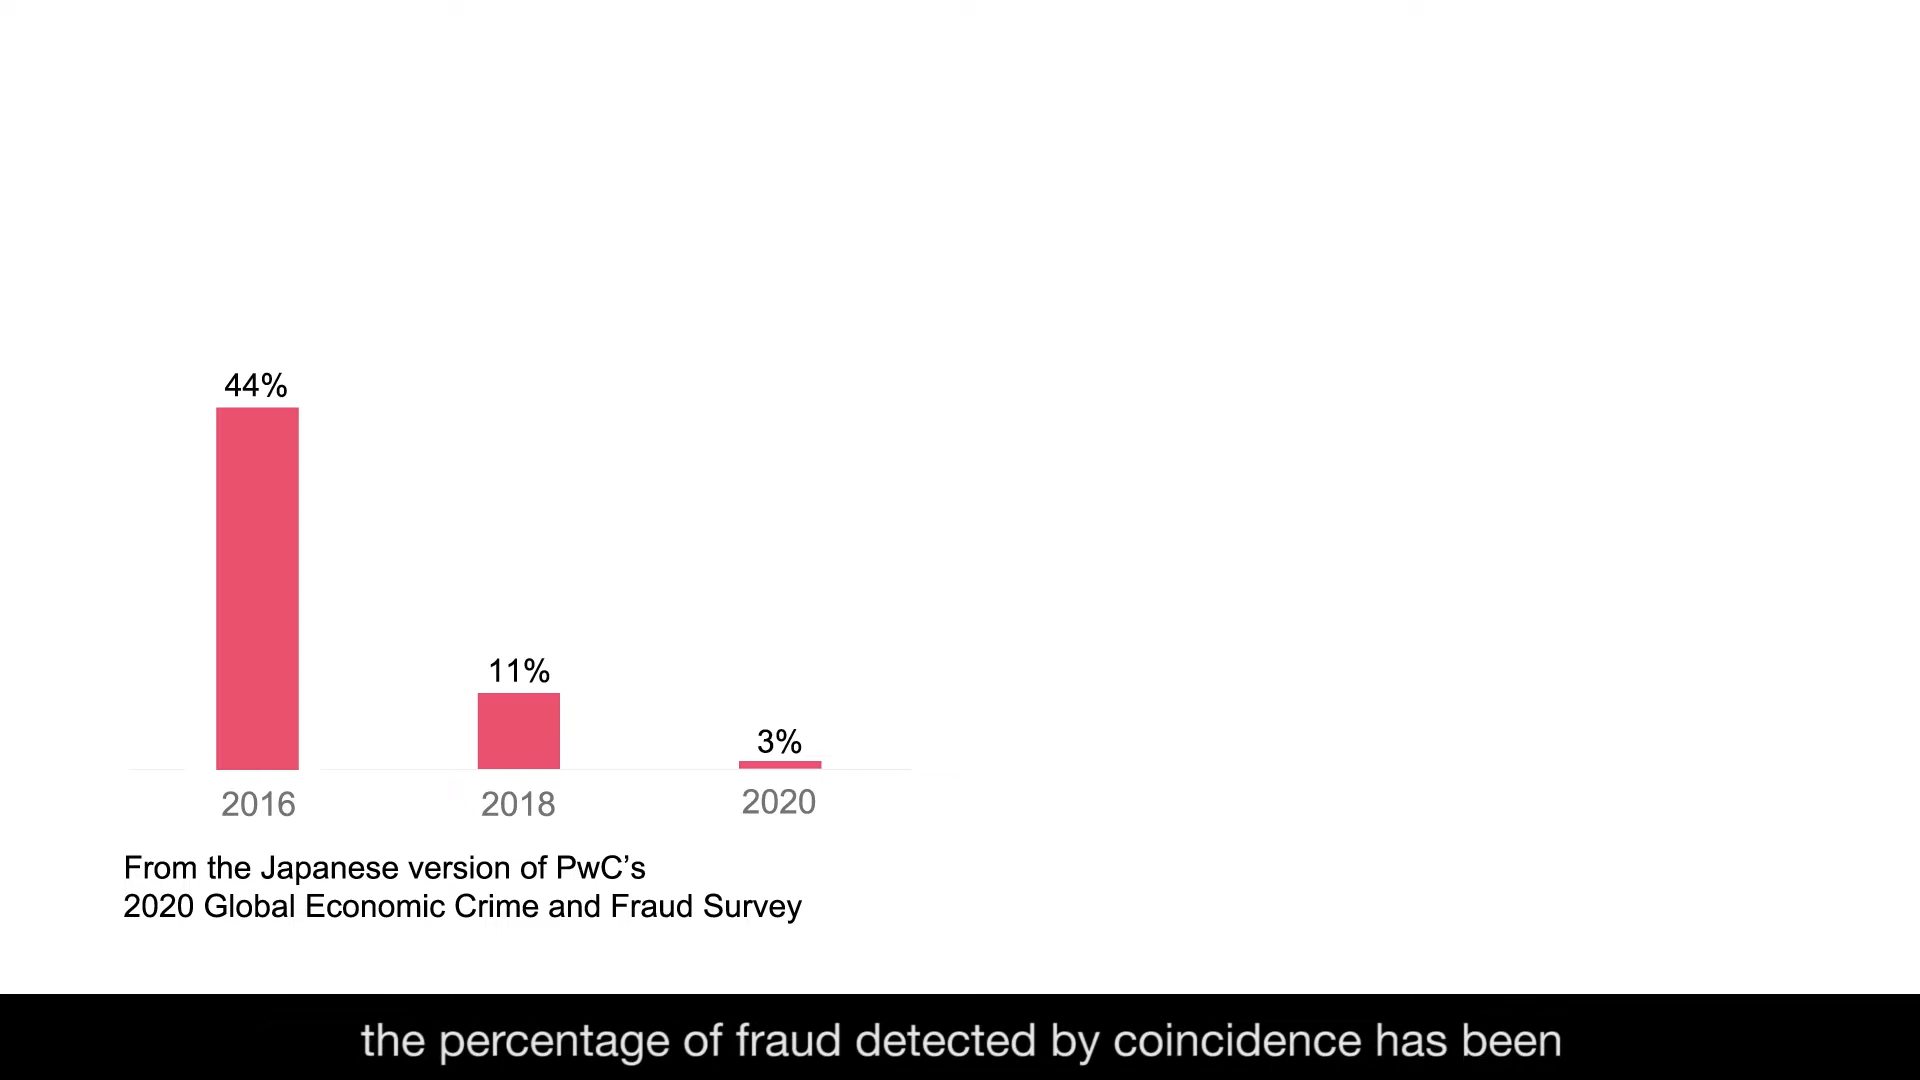 44%
11%
3%
2016
2018
2020
From the Japanese version of PwC’s
2020 Global Economic Crime and Fraud Survey
the percentage of fraud detected by coincidence has been